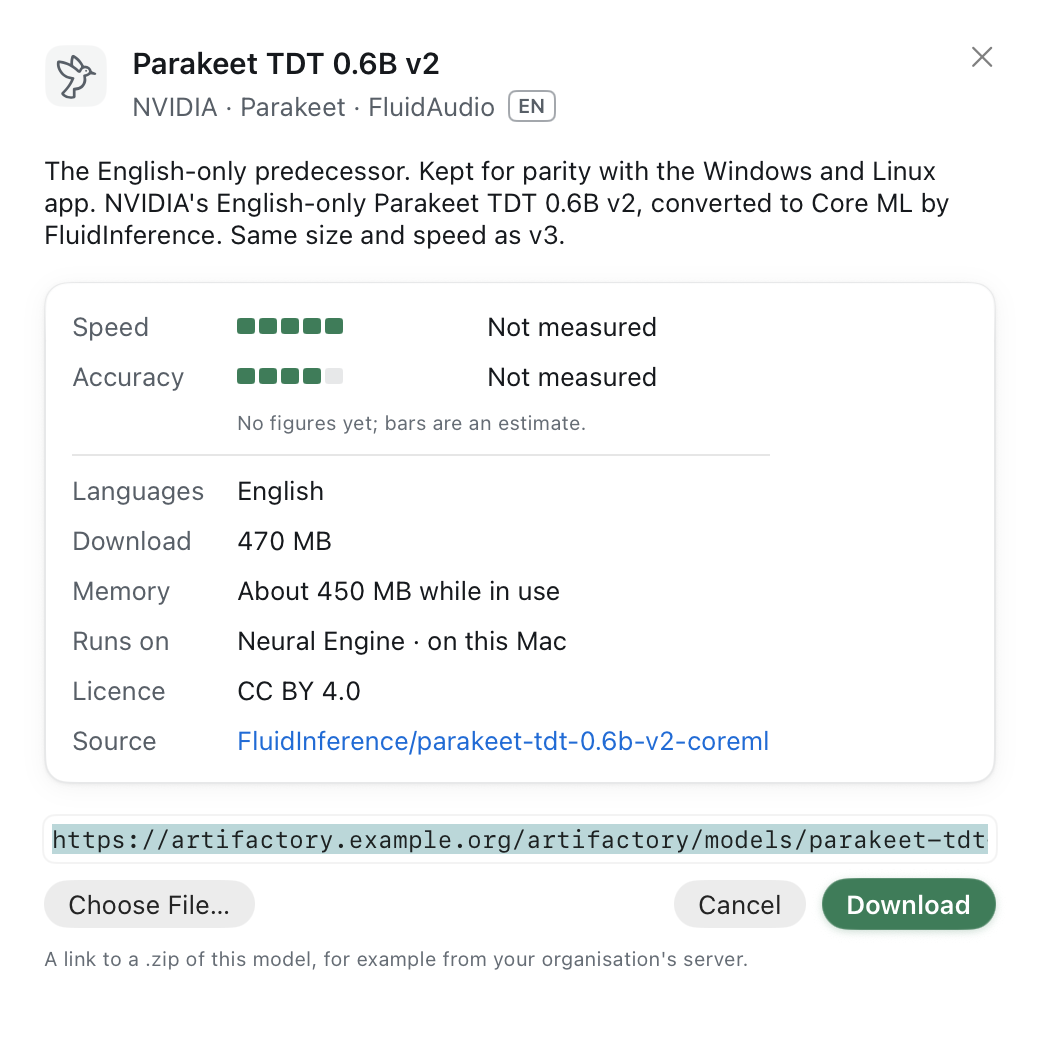 Parakeet TDT 0.6B v2
NVIDIA · Parakeet · FluidAudio EN
The English-only predecessor. Kept for parity with the Windows and Linux
app. NVIDIA's English-only Parakeet TDT 0.6B v2, converted to Core ML by
FluidInference. Same size and speed as v3.
Speed Not measured
Accuracy Not measured
No figures yet; bars are an estimate.
Languages English
Download 470 MB
Memory About 450 MB while in use
Runs on Neural Engine · on this Mac
Licence CC BY 4.0
Source FluidInference/parakeet-tdt-0.6b-v2-coreml
https://artifactory.example.org/artifactory/models/parakeet-tdt
Choose File... Cancel Download
A link to a .zip of this model, for example from your organisation's server.